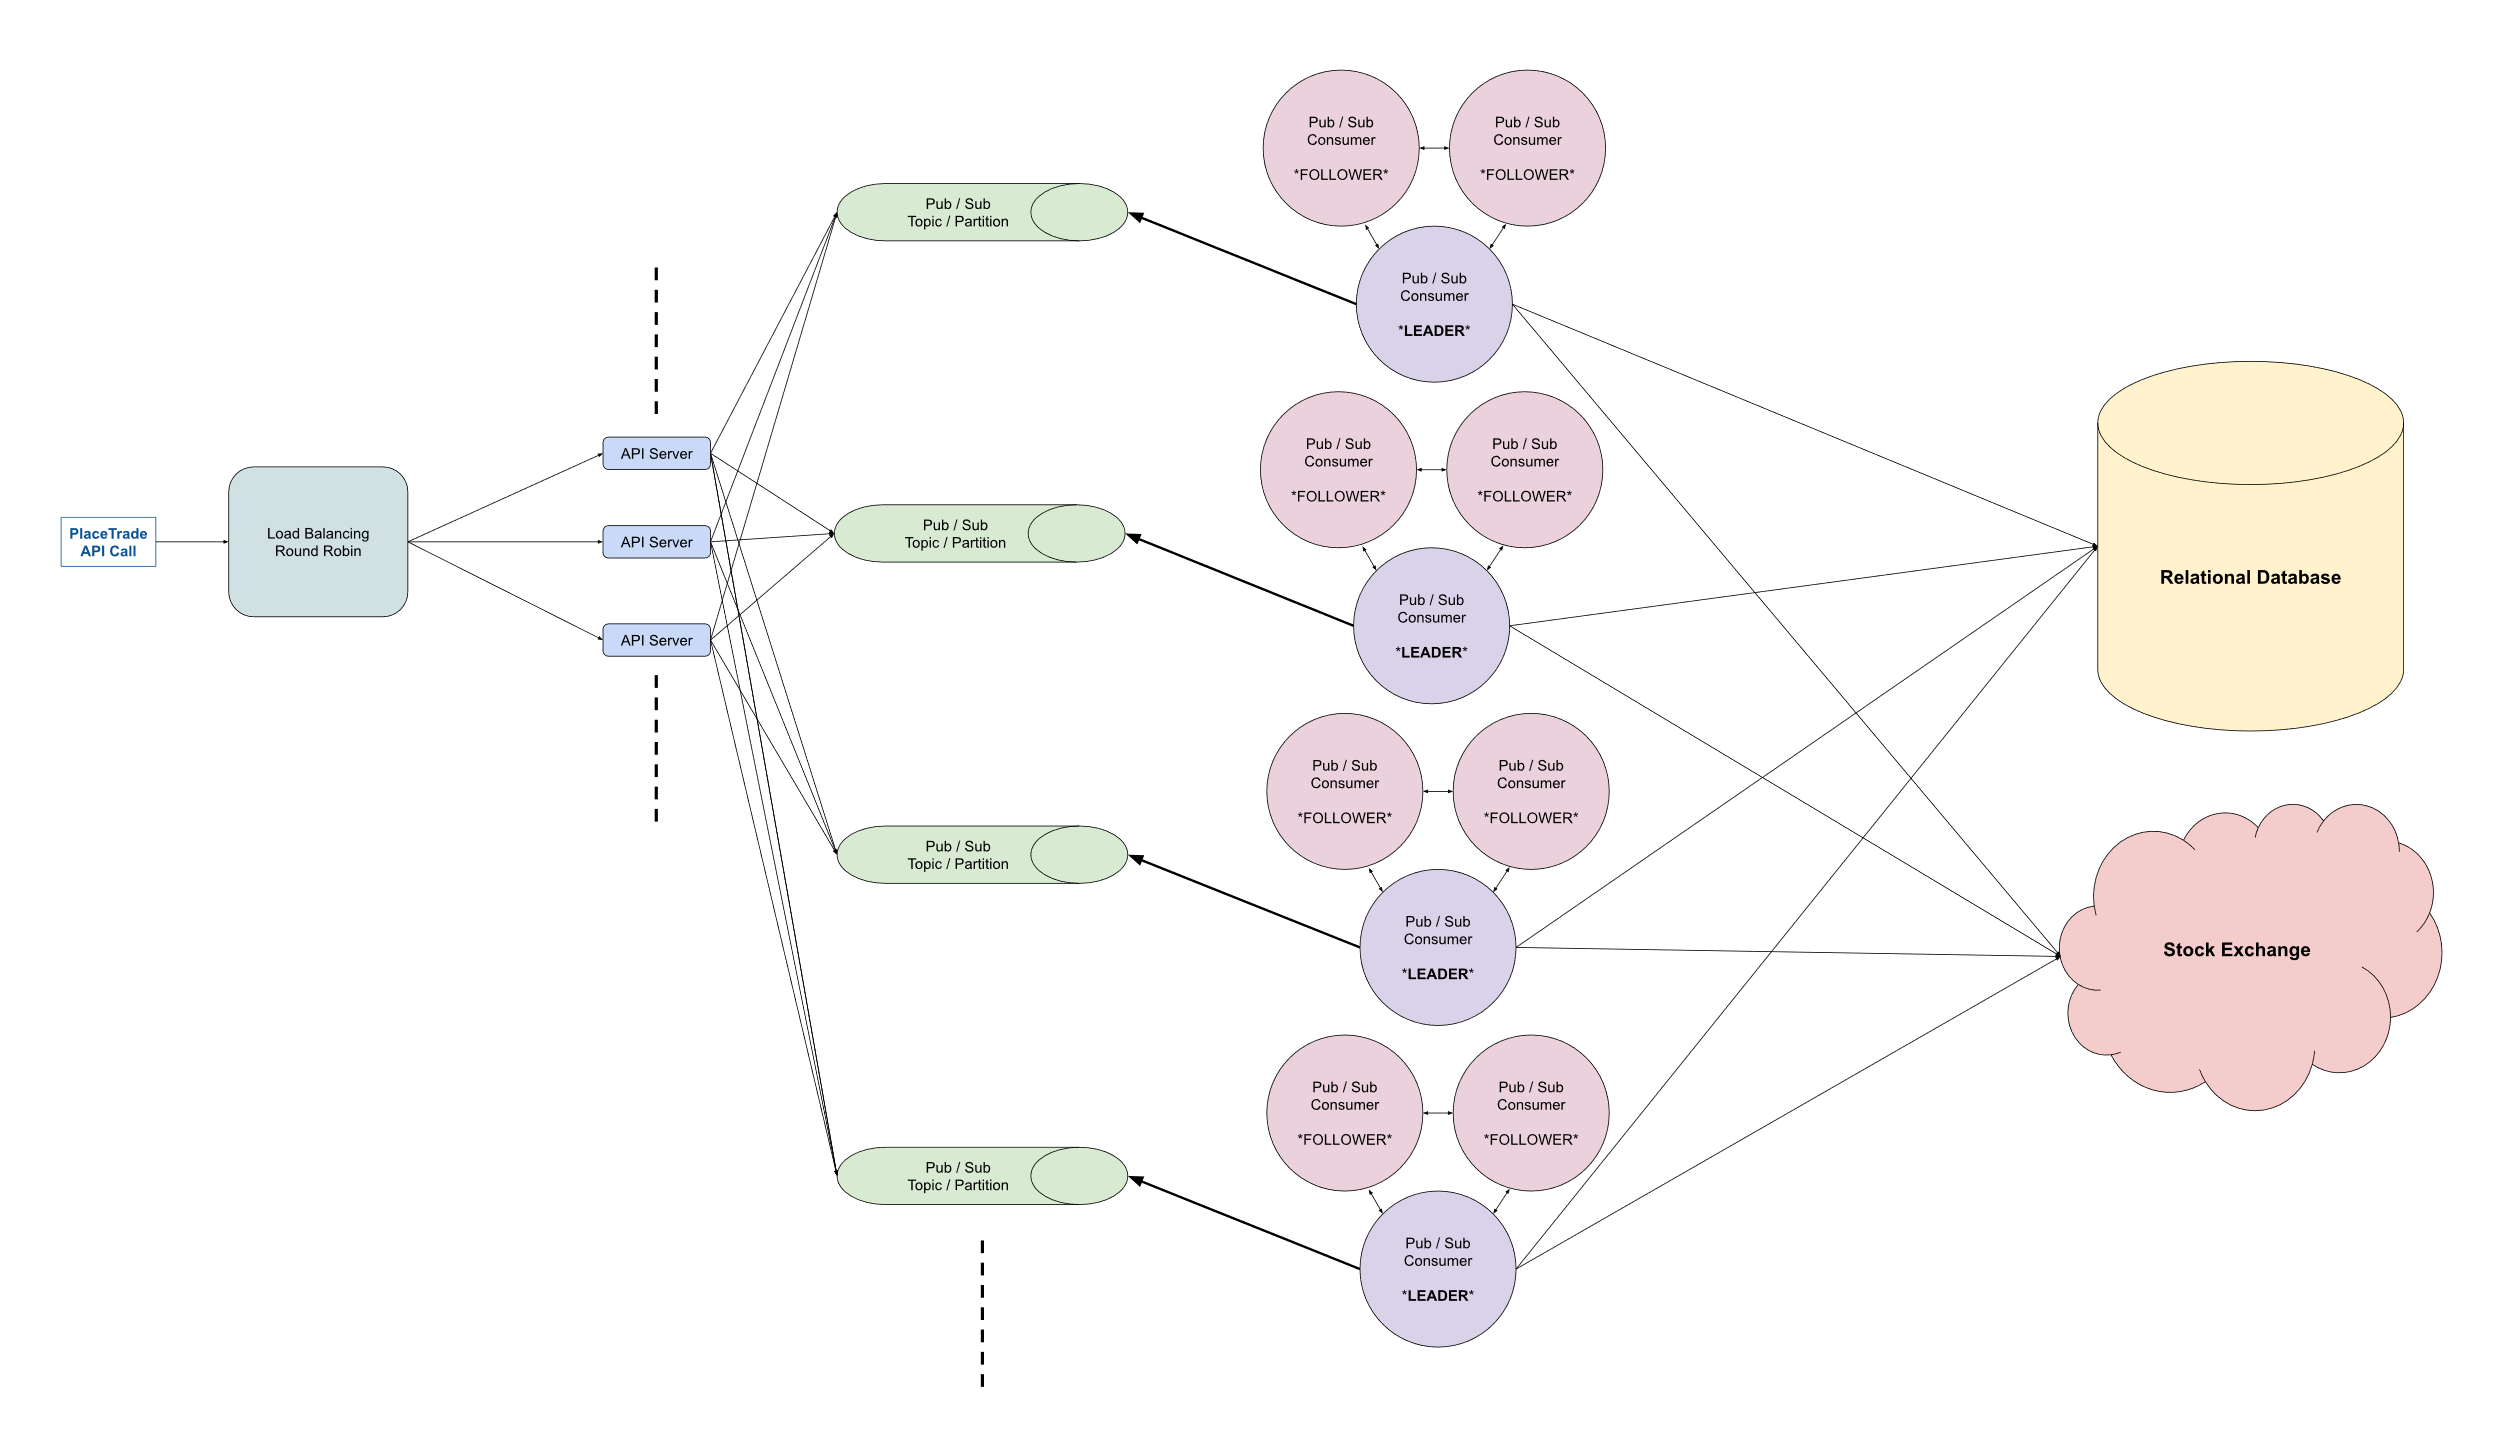 PlaceTrade
API Call
Load Balancing
Round Robin
API Server
API Server
API Server
Pub / Sub
Topic / Partition
Pub / Sub
Topic / Partition
Pub / Sub
Topic / Partition
Pub / Sub
Topic / Partition
Pub / Sub
Consumer
*FOLLOWER*
Pub / Sub
Consumer
*FOLLOWER*
Pub / Sub
Consumer
*LEADER*
Pub / Sub
Consumer
*FOLLOWER*
Pub / Sub
Consumer
*FOLLOWER*
Pub / Sub
Consumer
*LEADER*
Pub / Sub
Consumer
*FOLLOWER*
Pub / Sub
Consumer
*FOLLOWER*
Pub / Sub
Consumer
*LEADER*
Pub / Sub
Consumer
*FOLLOWER*
Pub / Sub
Consumer
*FOLLOWER*
Pub / Sub
Consumer
*LEADER*
Relational Database
Stock Exchange